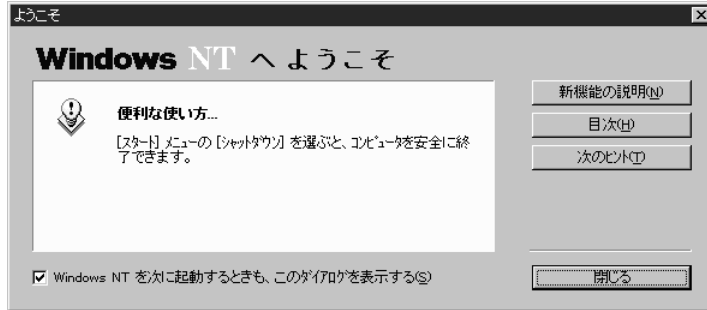 ようこそ
Windows NT へようこそ
便利な使い方...
[スタート] メニューの [シャットダウン] を選ぶと、コンピュータを安全に終
了できます。
新機能の説明(N)
目次(H)
次のヒント(T)
Windows NT を次に起動するときも、このダイアログを表示する(S)
閉じる